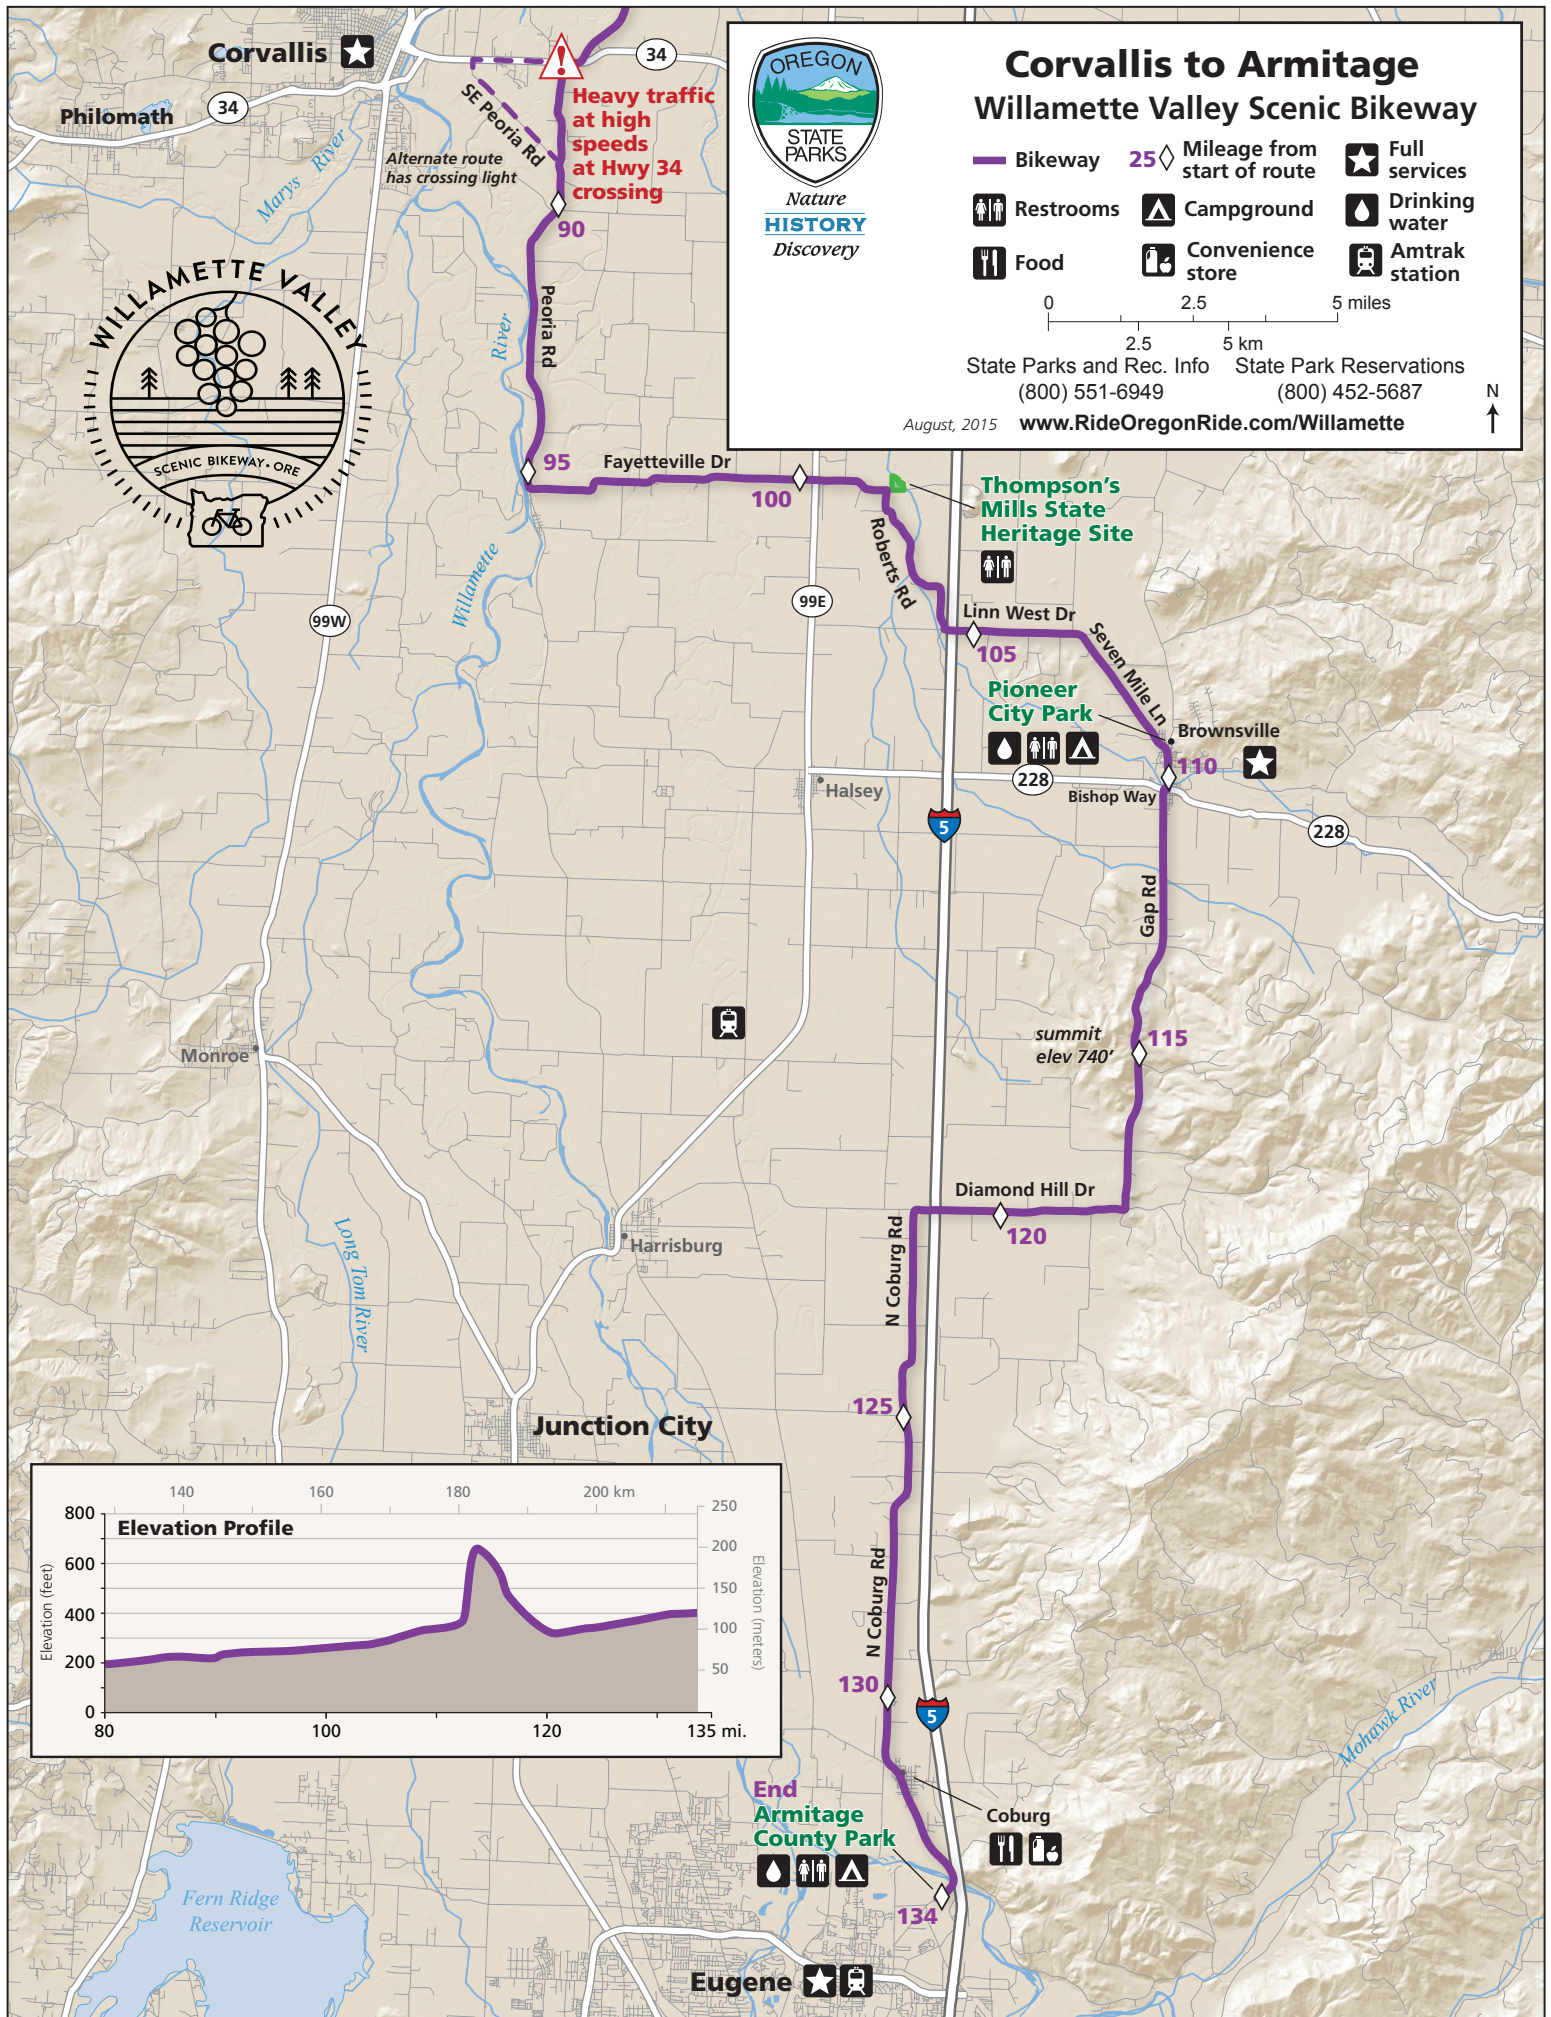 Corvallis to Armitage
Willamette Valley Scenic Bikeway
OREGON
STATE
PARKS
Nature
HISTORY
Discovery
Bikeway
25
Mileage from
start of route
Full
services
Restrooms
Campground
Drinking
water
Food
Convenience
store
Amtrak
station
0 2.5 5 miles
2.5 5 km
State Parks and Rec. Info
(800) 551-6949
State Park Reservations
(800) 452-5687
N
August, 2015
www.RideOregonRide.com/Willamette
Corvallis
34
34
Philomath
Marys River
SE Peoria Rd
!
Heavy traffic
at high
speeds
at Hwy 34
crossing
Alternate route
has crossing light
90
WILLAMETTE VALLEY
SCENIC BIKEWAY • ORE
Peoria Rd
River
Willamette
95
Fayetteville Dr
100
Thompson's
Mills State
Heritage Site
Roberts Rd
99W
99E
Linn West Dr
105
Seven Mile Ln
Pioneer
City Park
Brownsville
110
228
Bishop Way
228
Halsey
5
Gap Rd
summit
elev 740'
115
Monroe
Diamond Hill Dr
120
N Coburg Rd
Harrisburg
Long Tom River
125
Junction City
N Coburg Rd
130
5
Mohawk River
Elevation Profile
140 160 180 200 km
800
600
400
200
0
Elevation (feet)
250
200
150
100
50
Elevation (meters)
80 100 120 135 mi.
End
Armitage
County Park
Coburg
134
Fern Ridge
Reservoir
Eugene